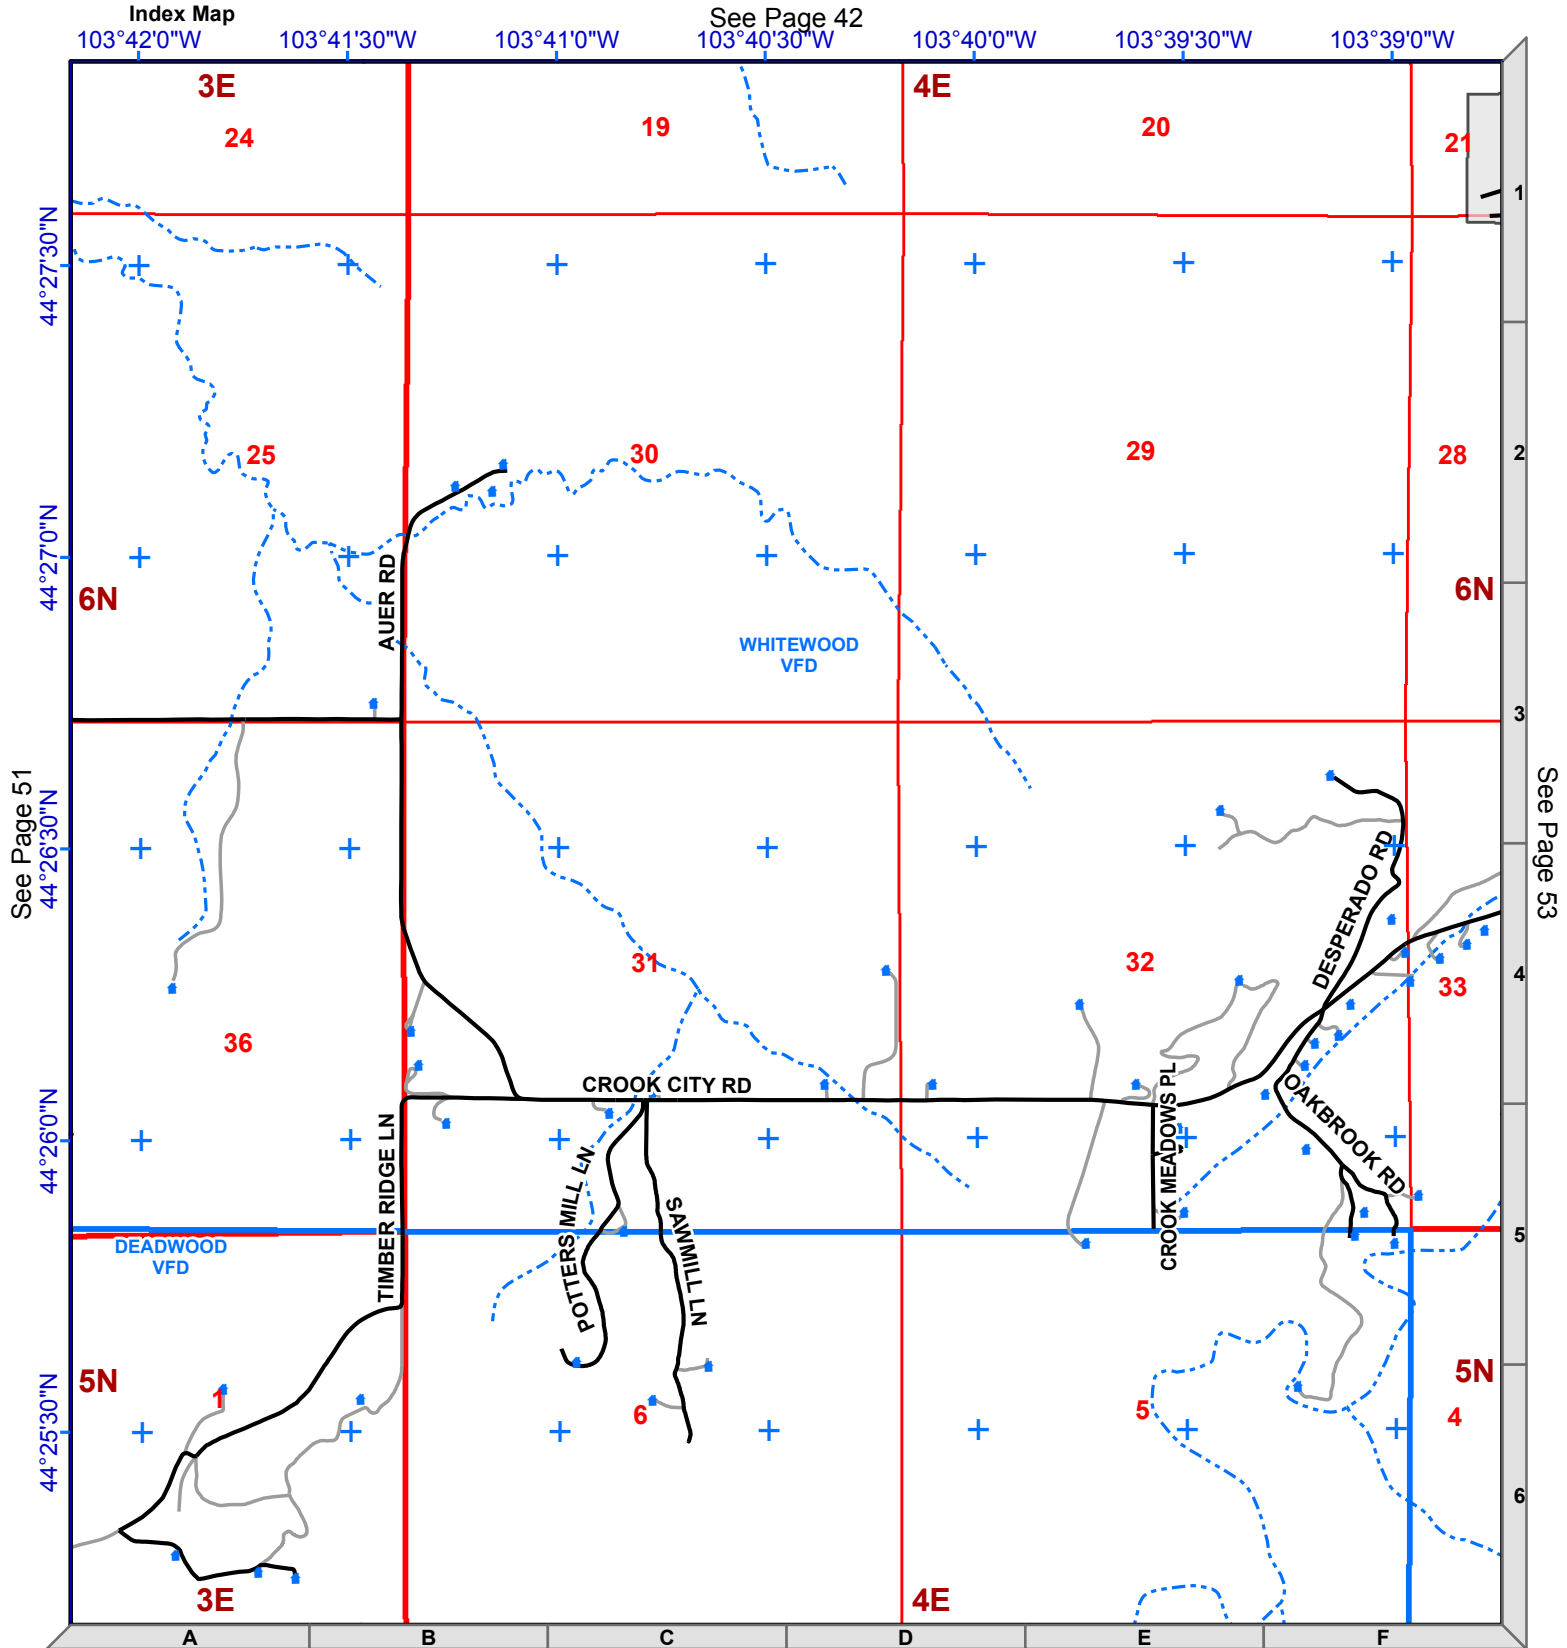 Index Map
See Page 42
103°42'0"W 103°41'30"W 103°41'0"W 103°40'30"W 103°40'0"W 103°39'30"W 103°39'0"W
3E 4E
24 19 20 21
1
44°27'30"N
25 30 29 28
2
44°27'0"N
AUER RD
6N 6N
WHITEWOOD
VFD
3
See Page 51
See Page 53
44°26'30"N
DESPERADO RD
31 32 33
4
36
CROOK CITY RD
44°26'0"N
TIMBER RIDGE LN
POTTERS MILL LN
SAWMILL LN
CROOK MEADOWS PL
OAKBROOK RD
DEADWOOD
VFD
5
5N 5N
1 6 5 4
44°25'30"N
6
3E 4E
A B C D E F